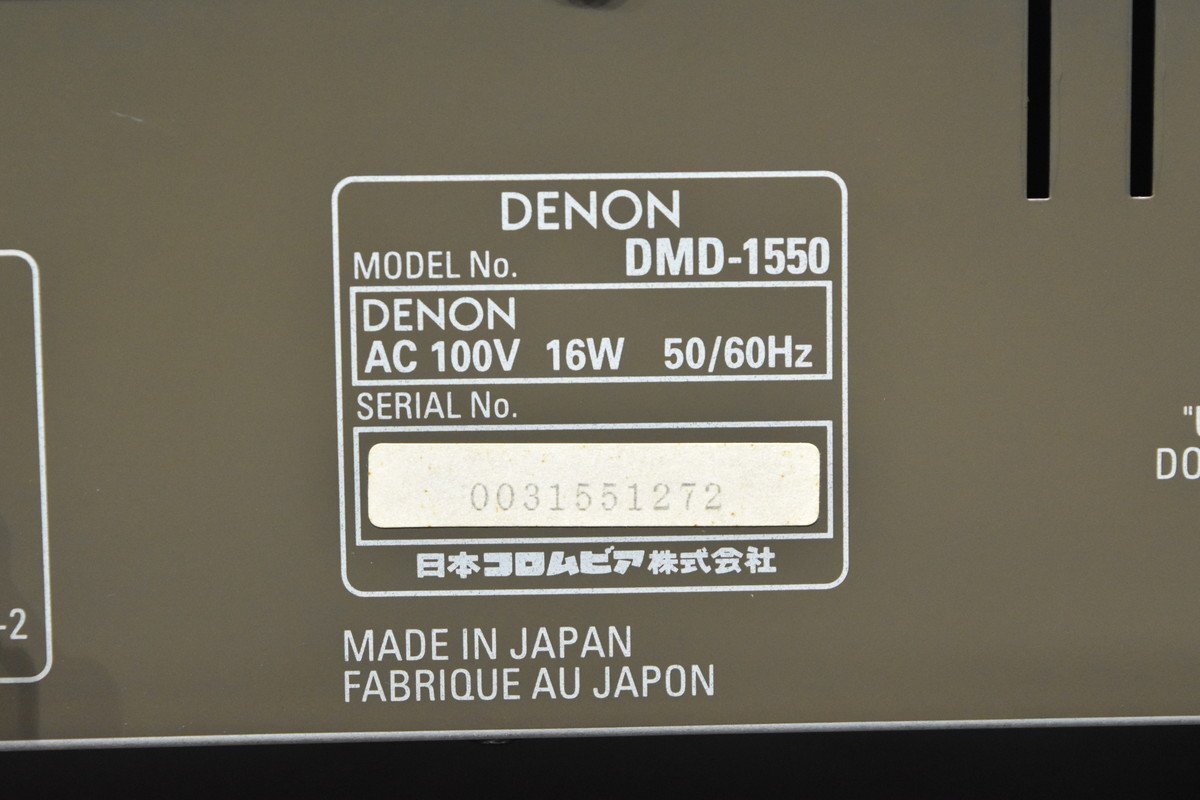 DENON
MODEL No. DMD-1550
DENON
AC 100V 16W 50/60Hz
SERIAL No.
0031551272
日本コロムビア株式会社
MADE IN JAPAN
FABRIQUE AU JAPON
-2